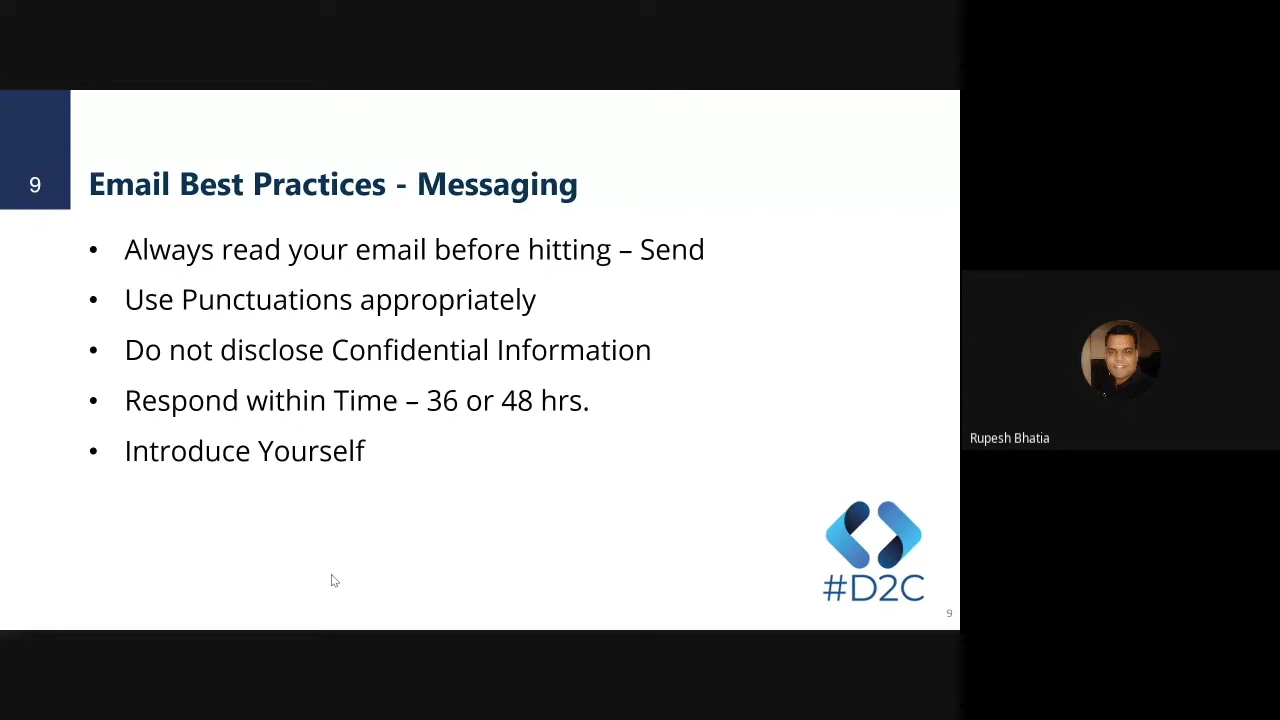 9
Email Best Practices - Messaging
• Always read your email before hitting – Send
• Use Punctuations appropriately
• Do not disclose Confidential Information
• Respond within Time – 36 or 48 hrs.
• Introduce Yourself
#D2C
9
Rupesh Bhatia